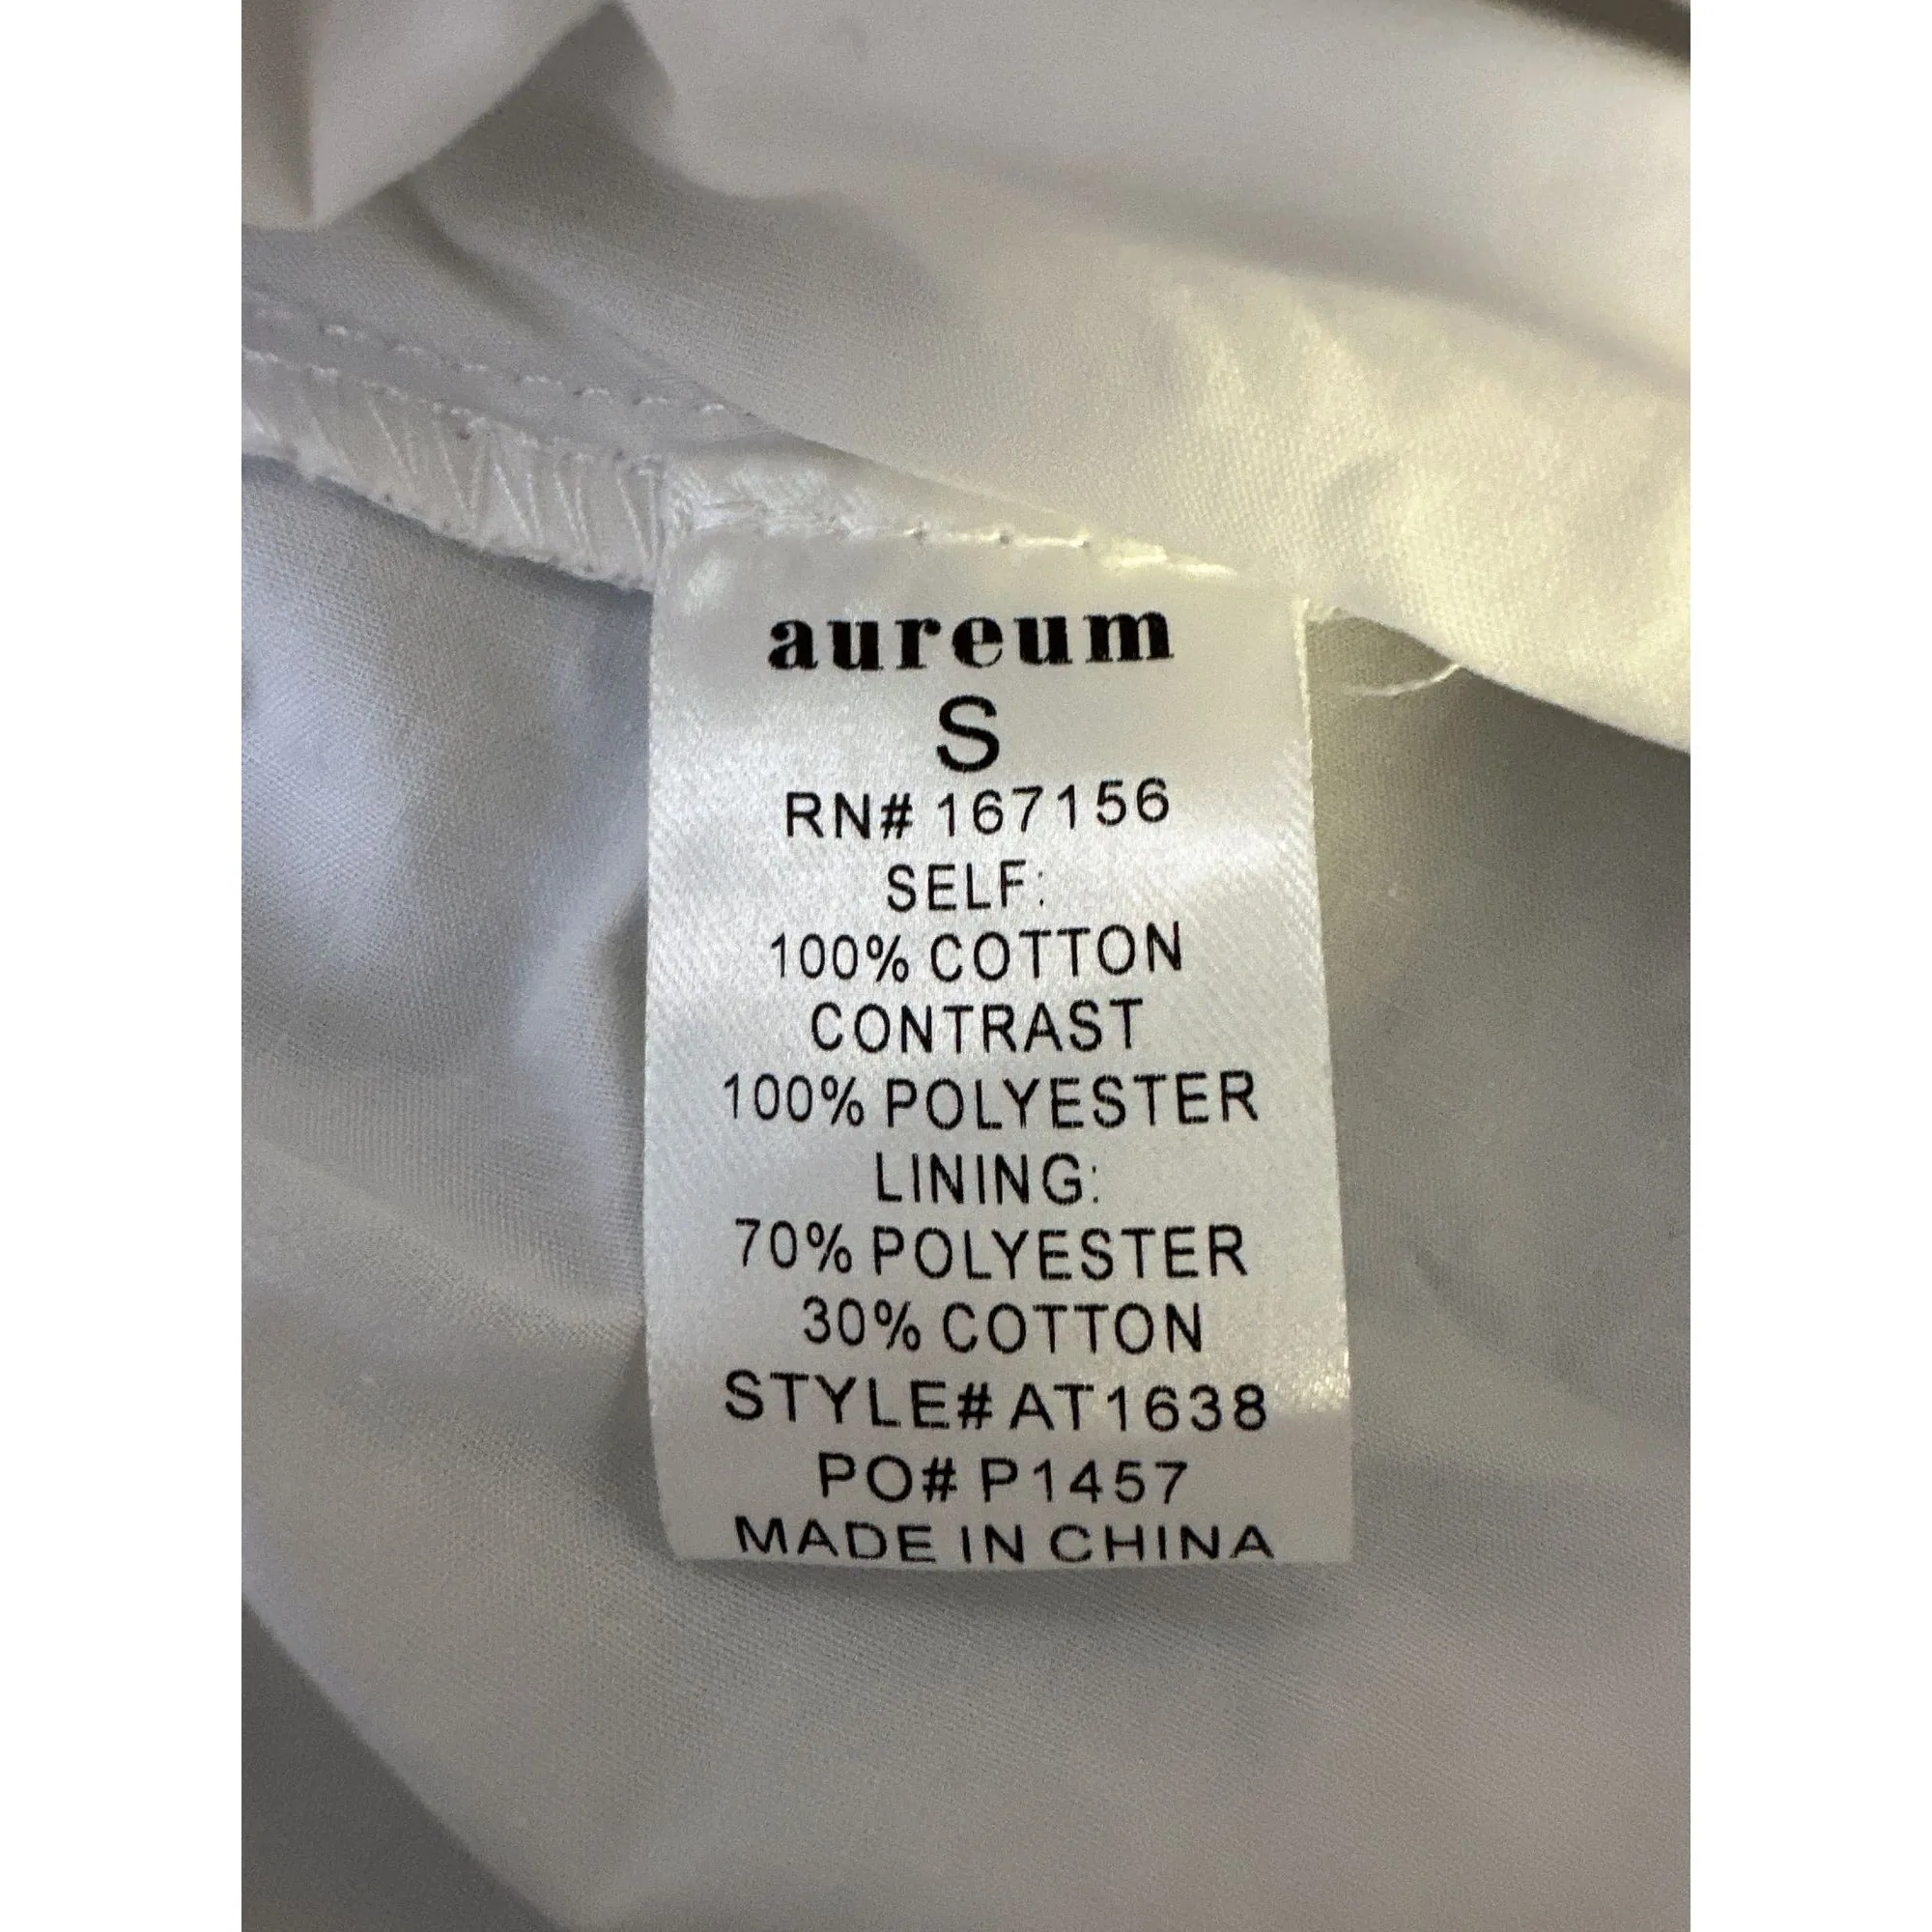 aureum
S
RN# 167156
SELF:
100% COTTON
CONTRAST
100% POLYESTER
LINING:
70% POLYESTER
30% COTTON
STYLE# AT1638
PO# P1457
MADE IN CHINA